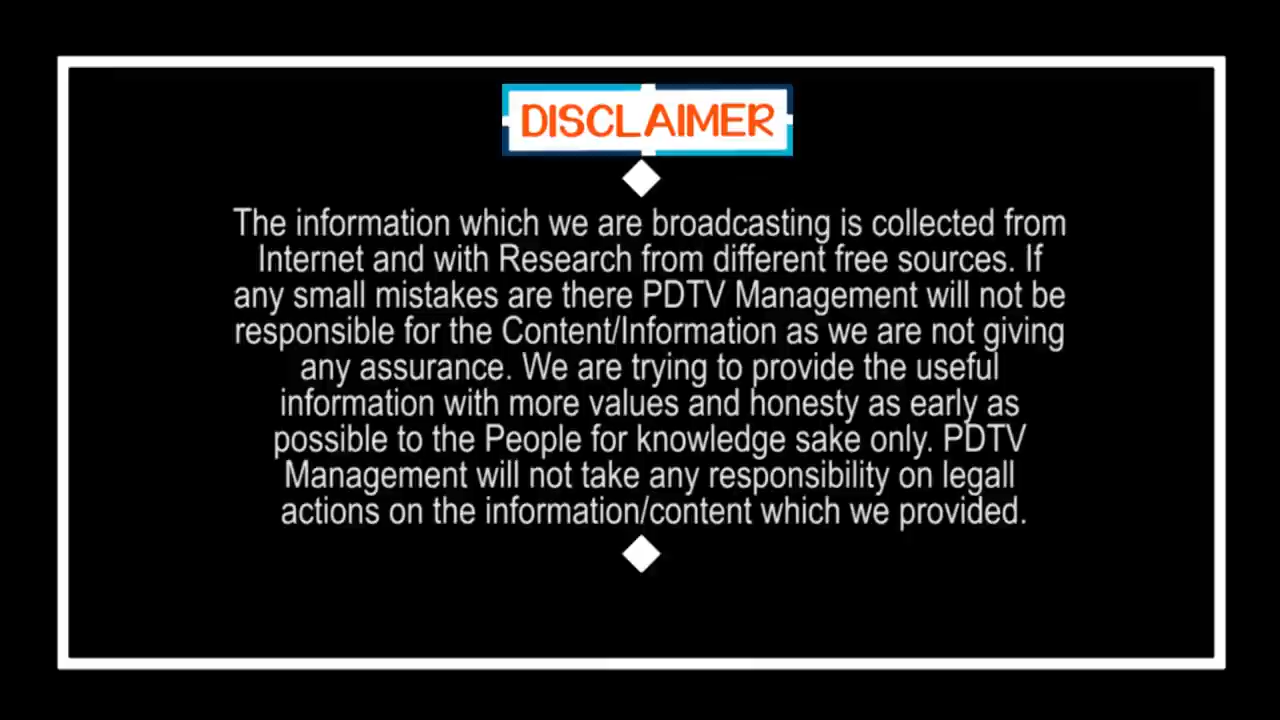 DISCLAIMER
The information which we are broadcasting is collected from
Internet and with Research from different free sources. If
any small mistakes are there PDTV Management will not be
responsible for the Content/Information as we are not giving
any assurance. We are trying to provide the useful
information with more values and honesty as early as
possible to the People for knowledge sake only. PDTV
Management will not take any responsibility on legall
actions on the information/content which we provided.